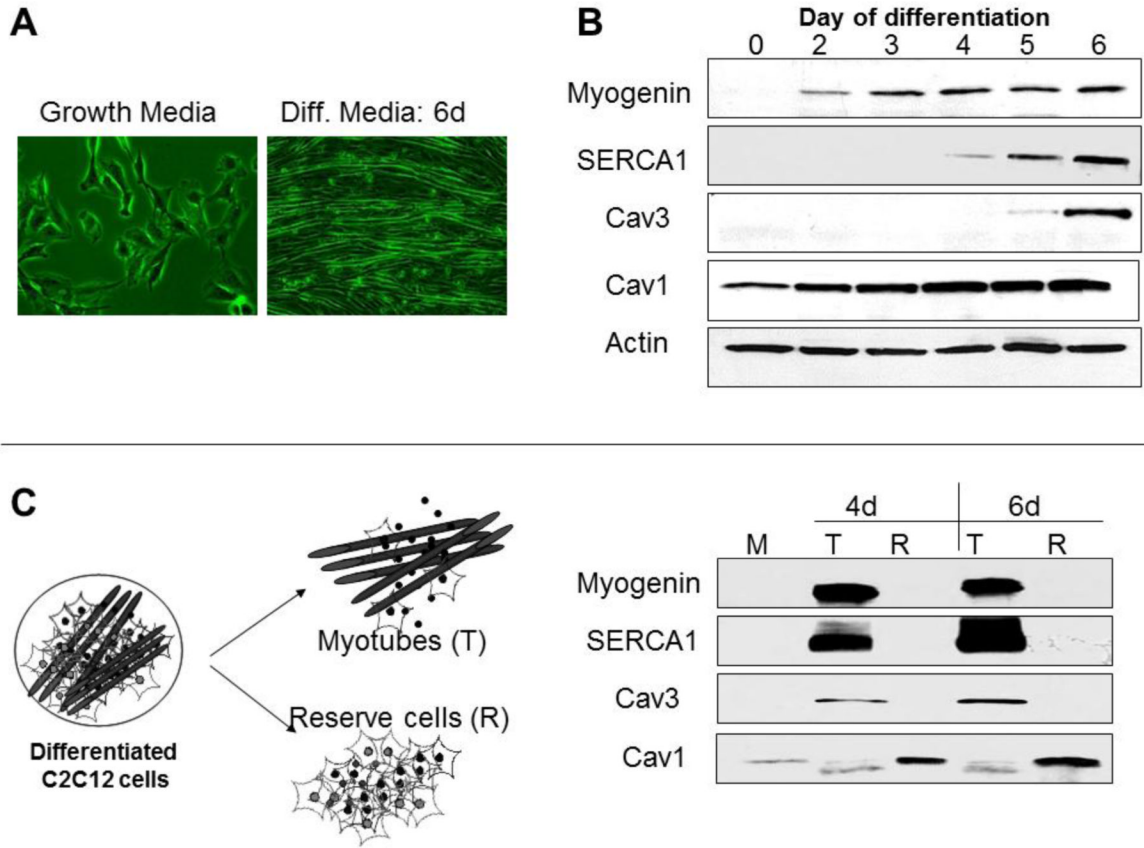 A
Growth Media
Diff. Media: 6d
B
Day of differentiation
0 2 3 4 5 6
Myogenin
SERCA1
Cav3
Cav1
Actin
C
Differentiated
C2C12 cells
Myotubes (T)
Reserve cells (R)
4d 6d
M T R T R
Myogenin
SERCA1
Cav3
Cav1